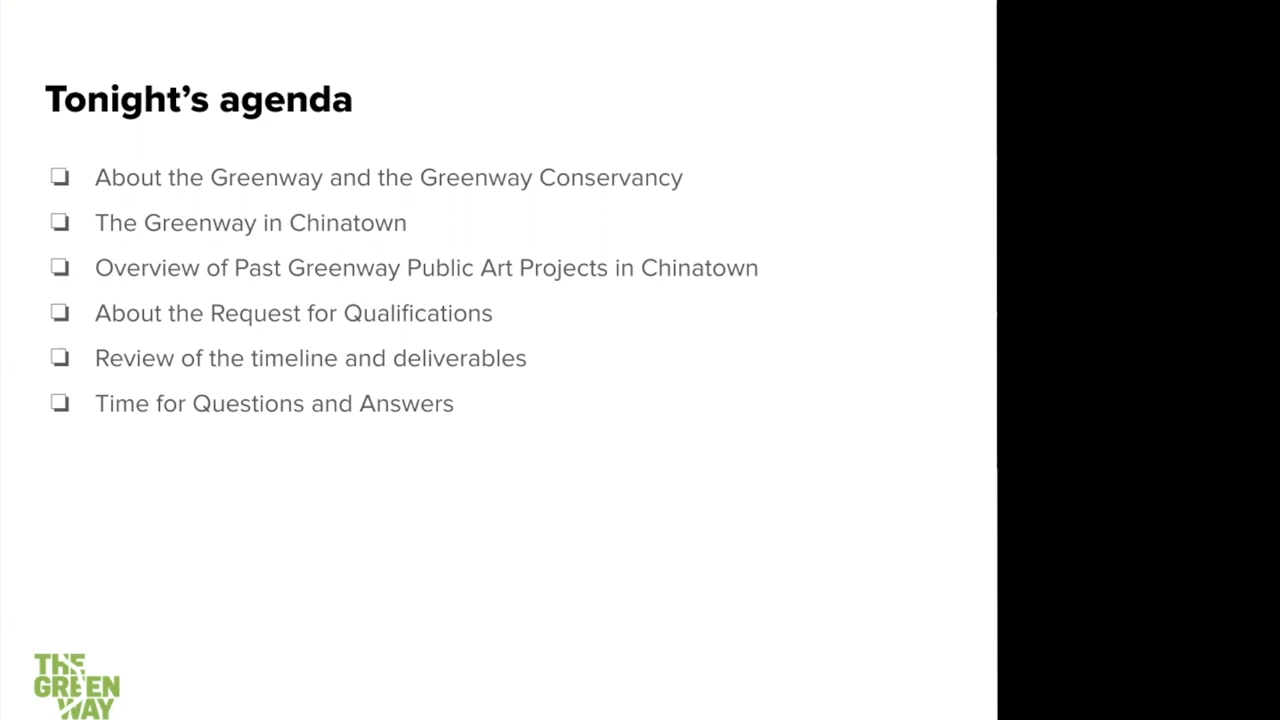 Tonight’s agenda
❏ About the Greenway and the Greenway Conservancy
❏ The Greenway in Chinatown
❏ Overview of Past Greenway Public Art Projects in Chinatown
❏ About the Request for Qualifications
❏ Review of the timeline and deliverables
❏ Time for Questions and Answers
THE
GREEN
WAY